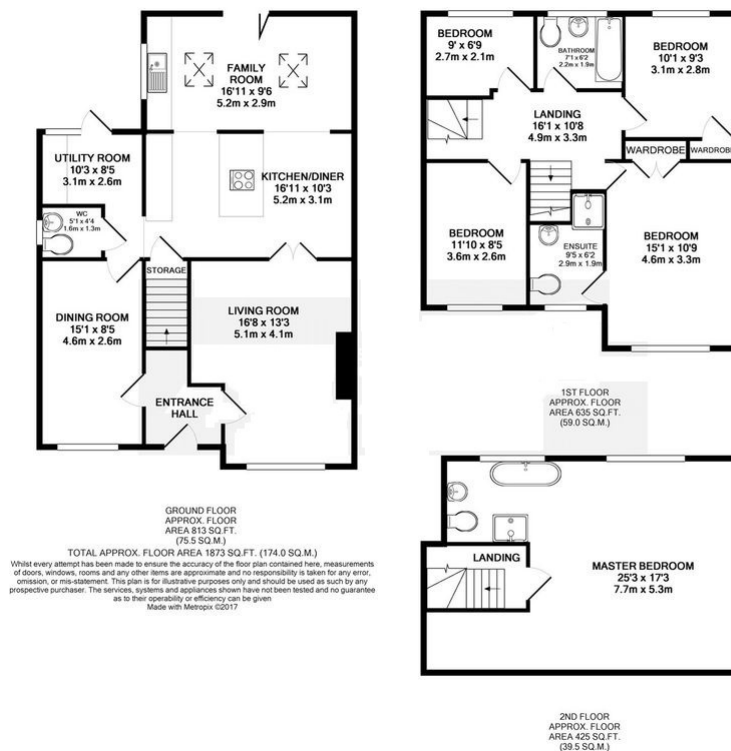 FAMILY
ROOM
16'11 x 9'6
5.2m x 2.9m
UTILITY ROOM
10'3 x 8'5
3.1m x 2.6m
KITCHEN/DINER
16'11 x 10'3
5.2m x 3.1m
WC
5'1 x 4'4
1.6m x 1.3m
STORAGE
DINING ROOM
15'1 x 8'5
4.6m x 2.6m
LIVING ROOM
16'8 x 13'3
5.1m x 4.1m
ENTRANCE
HALL
GROUND FLOOR
APPROX. FLOOR
AREA 813 SQ.FT.
(75.5 SQ.M.)
TOTAL APPROX. FLOOR AREA 1873 SQ.FT. (174.0 SQ.M.)
Whilst every attempt has been made to ensure the accuracy of the floor plan contained here, measurements
of doors, windows, rooms and any other items are approximate and no responsibility is taken for any error,
omission, or mis-statement. This plan is for illustrative purposes only and should be used as such by any
prospective purchaser. The services, systems and appliances shown have not been tested and no guarantee
as to their operability or efficiency can be given
Made with Metropix ©2017
BEDROOM
9' x 6'9
2.7m x 2.1m
BATHROOM
7'1 x 6'2
2.2m x 1.9m
BEDROOM
10'1 x 9'3
3.1m x 2.8m
LANDING
16'1 x 10'8
4.9m x 3.3m
WARDROBE
WARDROBE
BEDROOM
11'10 x 8'5
3.6m x 2.6m
ENSUITE
9'5 x 6'2
2.9m x 1.9m
BEDROOM
15'1 x 10'9
4.6m x 3.3m
1ST FLOOR
APPROX. FLOOR
AREA 635 SQ.FT.
(59.0 SQ.M.)
LANDING
MASTER BEDROOM
25'3 x 17'3
7.7m x 5.3m
2ND FLOOR
APPROX. FLOOR
AREA 425 SQ.FT.
(39.5 SQ.M.)